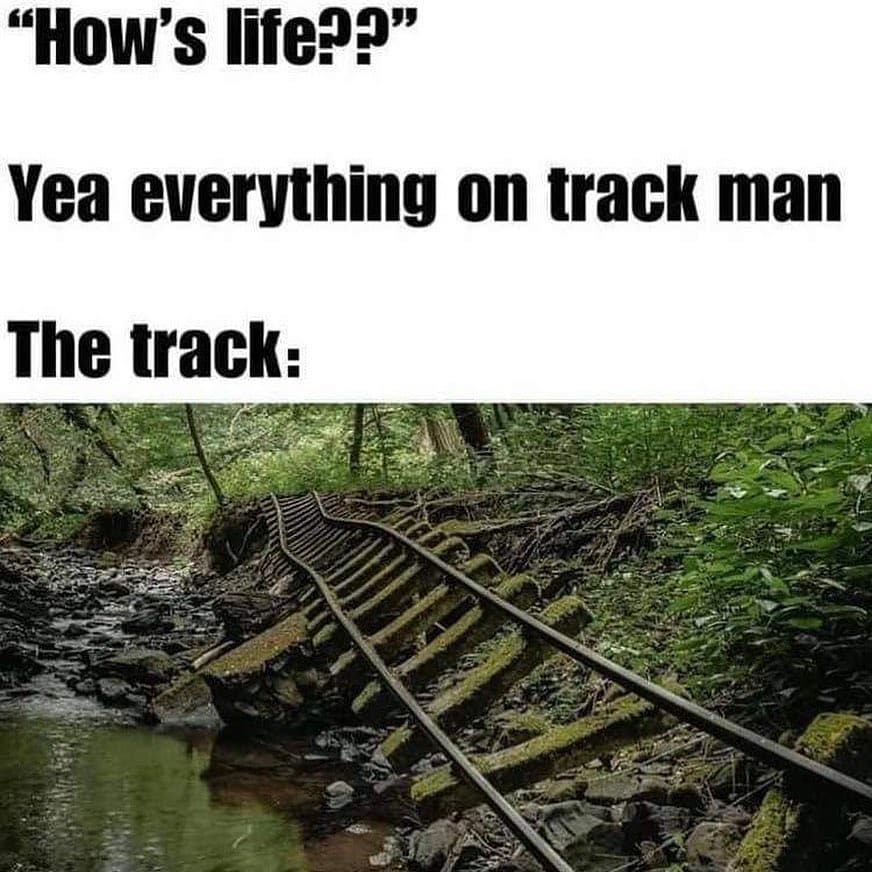 “How’s life??”
Yea everything on track man
The track: